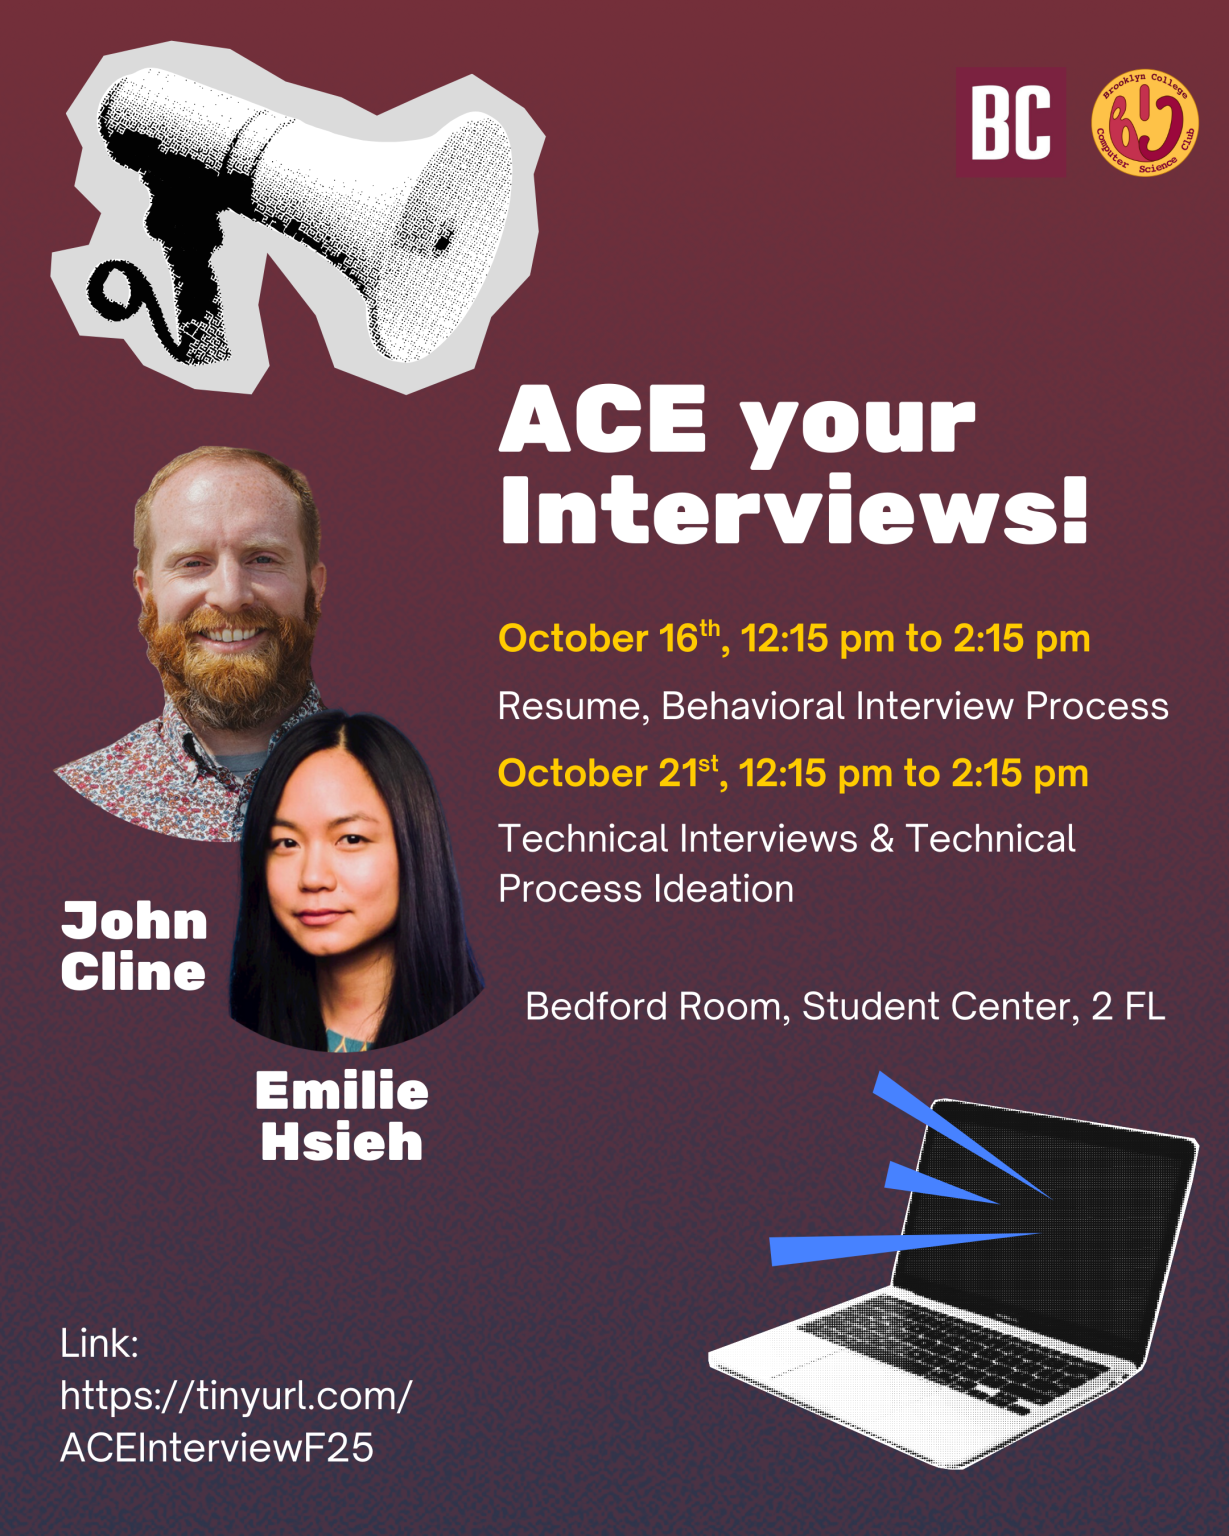 BC
Brooklyn College
Computer Science Club
ACE your
Interviews!
October 16th, 12:15 pm to 2:15 pm
Resume, Behavioral Interview Process
October 21st, 12:15 pm to 2:15 pm
Technical Interviews & Technical
Process Ideation
John
Cline
Bedford Room, Student Center, 2 FL
Emilie
Hsieh
Link:
https://tinyurl.com/
ACEInterviewF25